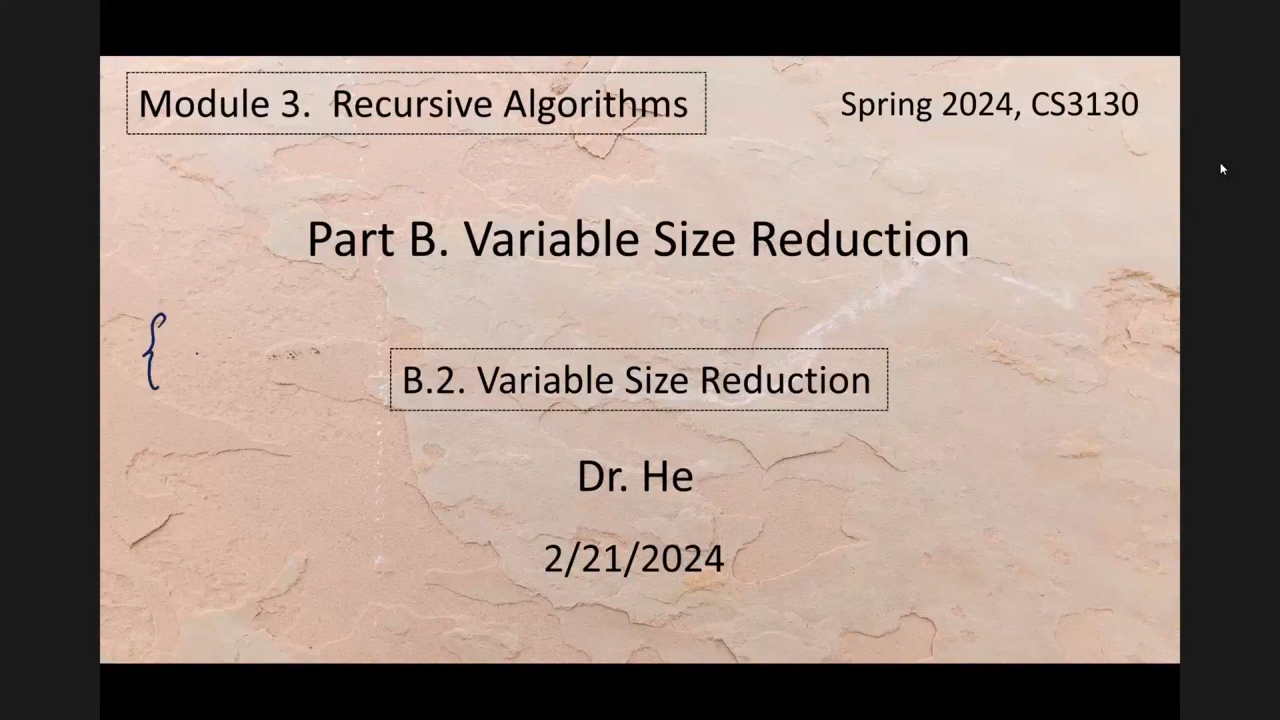 Module 3. Recursive Algorithms
Spring 2024, CS3130
Part B. Variable Size Reduction
{
B.2. Variable Size Reduction
Dr. He
2/21/2024